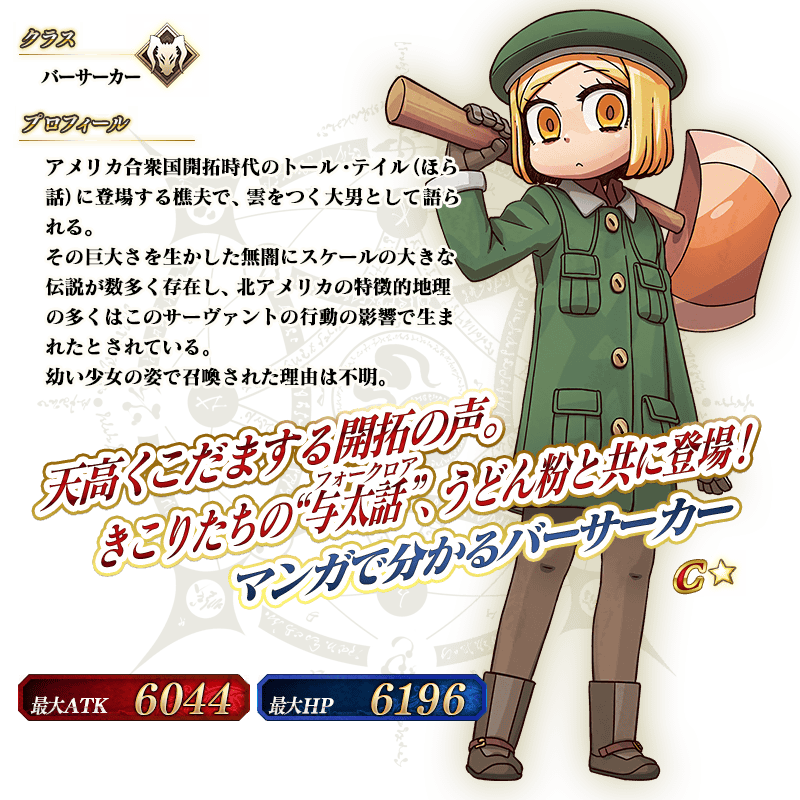 クラス
バーサーカー
プロフィール
アメリカ合衆国開拓時代のトール・テイル(ほら
話)に登場する樵夫で、雲をつく大男として語ら
れる。
その巨大さを生かした無闇にスケールの大きな
伝説が数多く存在し、北アメリカの特徴的地理
の多くはこのサーヴァントの行動の影響で生ま
れたとされている。
幼い少女の姿で召喚された理由は不明。
天高くこだまする開拓の声。
フォークロア
きこりたちの“与太話”、うどん粉と共に登場!
マンガで分かるバーサーカー
C☆
最大ATK 6044
最大HP 6196